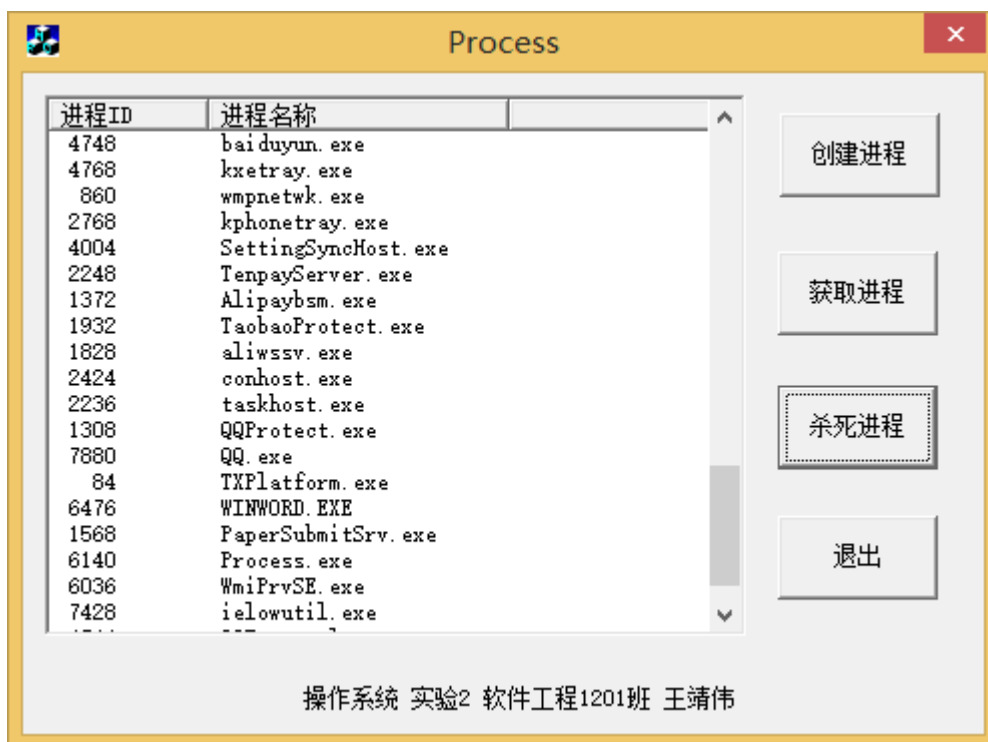 Process
进程ID 进程名称
4748 baiduyun.exe
4768 kxetray.exe
860 wmpnetwk.exe
2768 kphonetray.exe
4004 SettingSyncHost.exe
2248 TenpayServer.exe
1372 Alipaybsm.exe
1932 TaobaoProtect.exe
1828 aliwssv.exe
2424 conhost.exe
2236 taskhost.exe
1308 QQProtect.exe
7880 QQ.exe
84 TXPlatform.exe
6476 WINWORD.EXE
1568 PaperSubmitSrv.exe
6140 Process.exe
6036 WmiPrvSE.exe
7428 ielowutil.exe
创建进程
获取进程
杀死进程
退出
操作系统 实验2 软件工程1201班 王靖伟